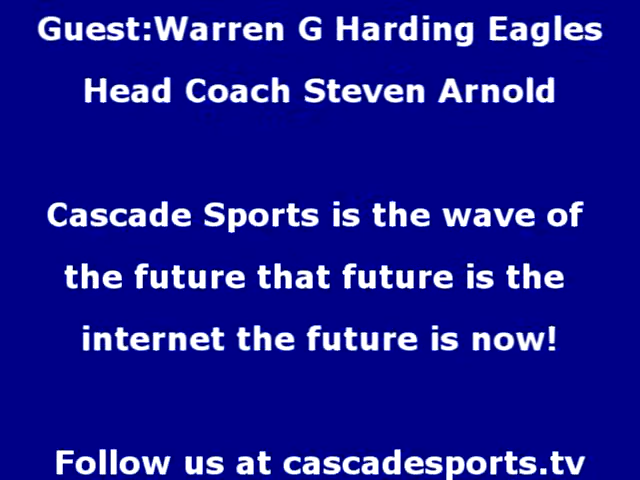 Guest:Warren G Harding Eagles
Head Coach Steven Arnold
Cascade Sports is the wave of
the future that future is the
internet the future is now!
Follow us at cascadesports.tv